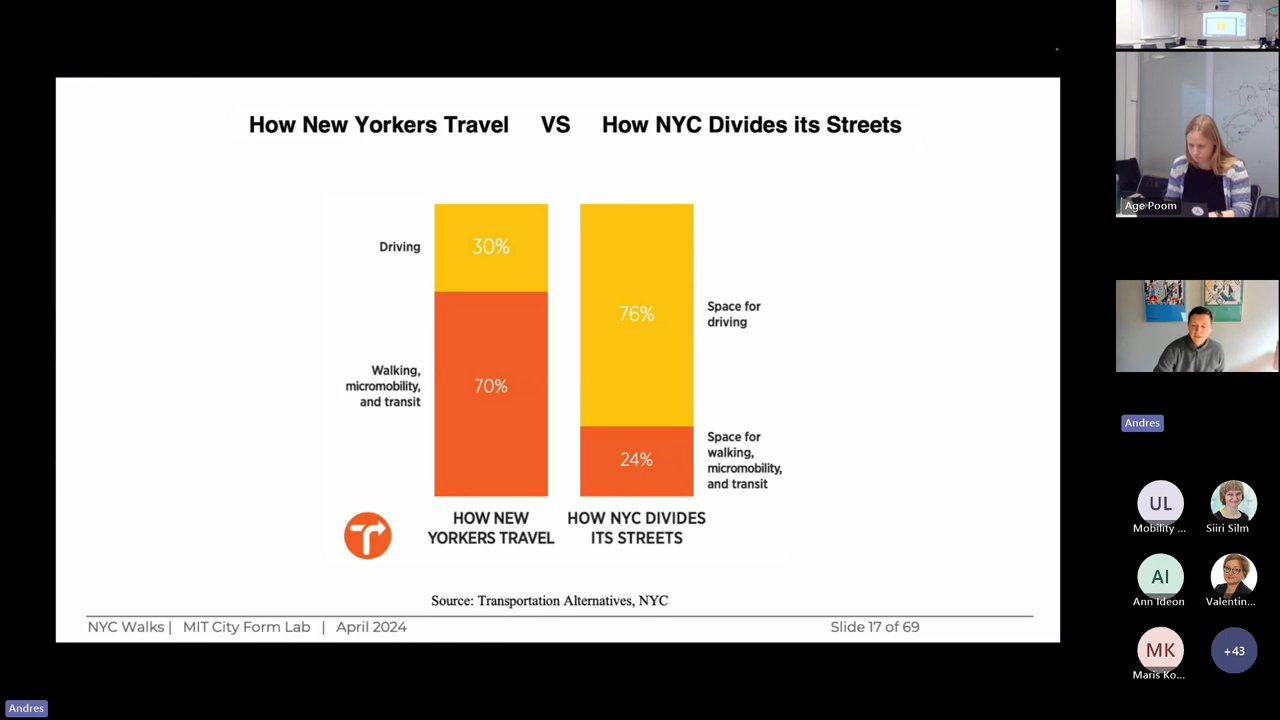 How New Yorkers Travel VS How NYC Divides its Streets
Driving
30%
Walking,
micromobility,
and transit
70%
76%
Space for
driving
24%
Space for
walking,
micromobility,
and transit
HOW NEW
YORKERS TRAVEL
HOW NYC DIVIDES
ITS STREETS
Source: Transportation Alternatives, NYC
NYC Walks | MIT City Form Lab | April 2024
Slide 17 of 69
Andres
Age Poom
Andres
UL
Mobility ...
Siiri Silm
AI
Ann Ideon
Valentin...
MK
Maris Ko...
+43